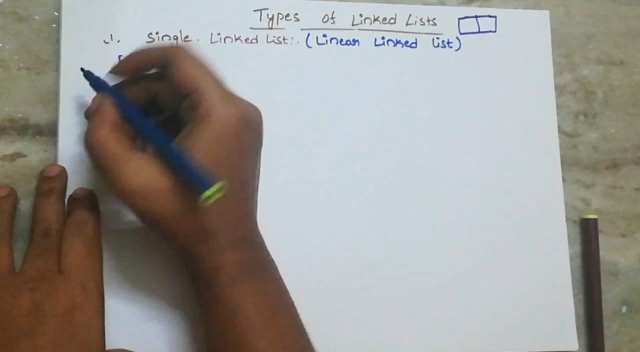 Types of Linked Lists
1. Single Linked List:. (Linear Linked list)